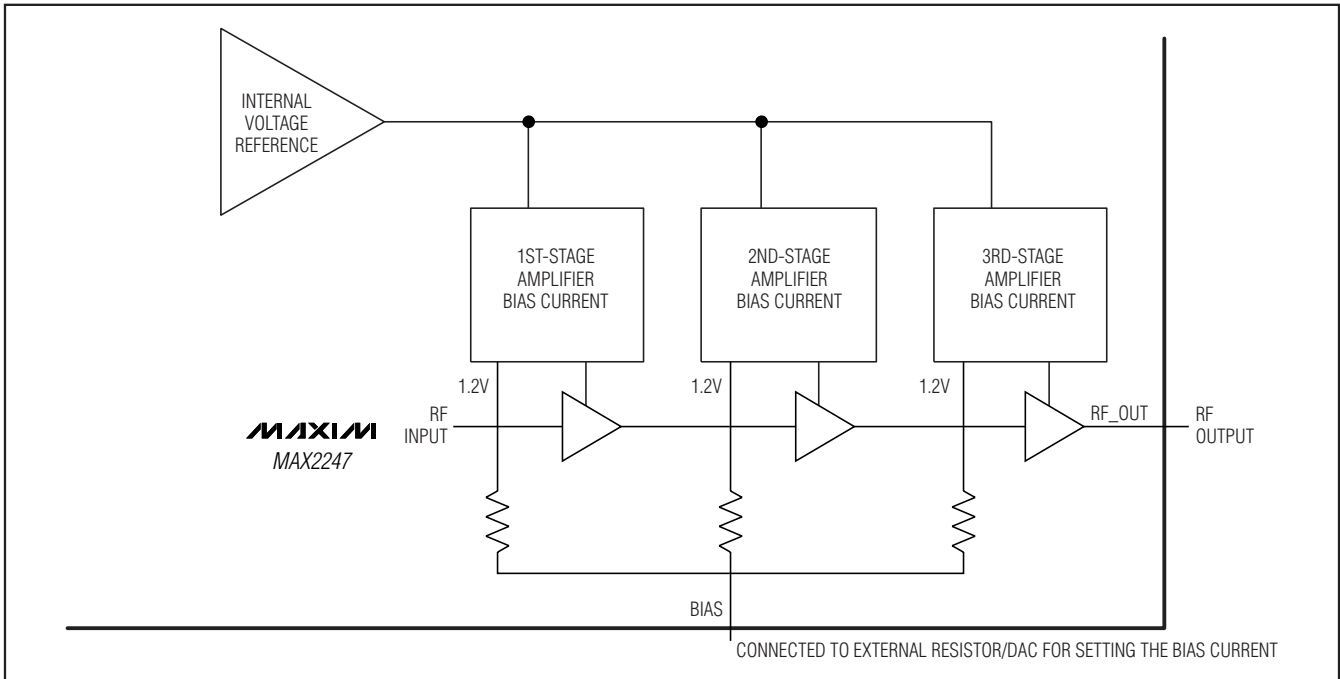 INTERNAL
VOLTAGE
REFERENCE
1ST-STAGE
AMPLIFIER
BIAS CURRENT
2ND-STAGE
AMPLIFIER
BIAS CURRENT
3RD-STAGE
AMPLIFIER
BIAS CURRENT
1.2V
1.2V
1.2V
RF
INPUT
RF_OUT
RF
OUTPUT
MAXIM
MAX2247
BIAS
CONNECTED TO EXTERNAL RESISTOR/DAC FOR SETTING THE BIAS CURRENT